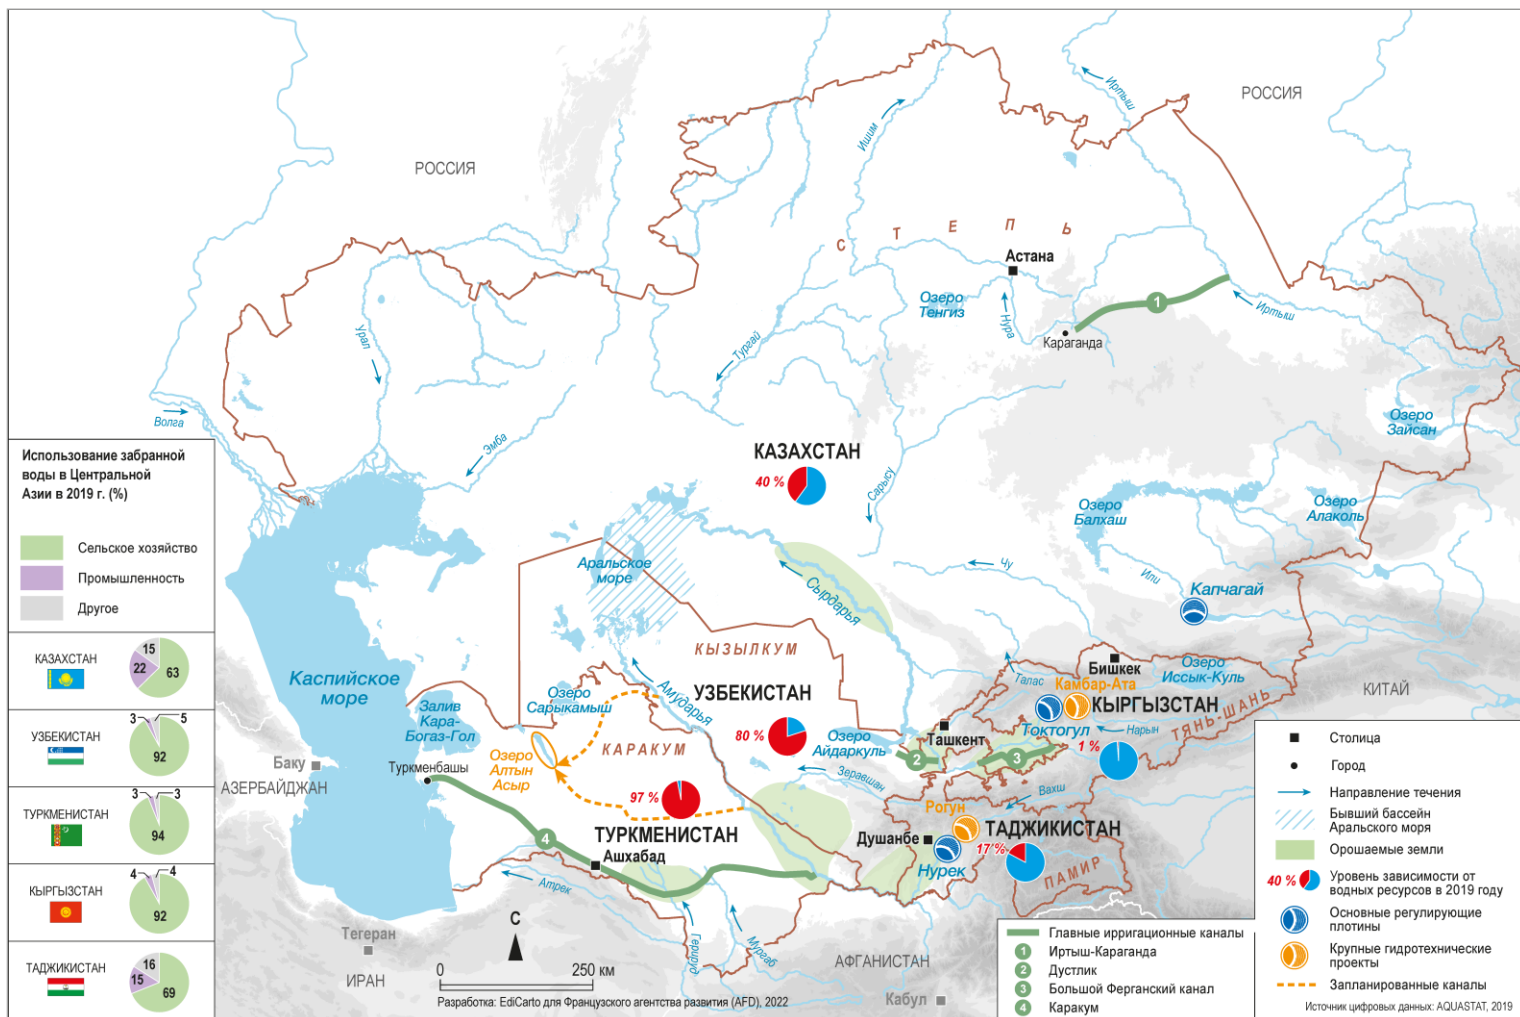 РОССИЯ
РОССИЯ
Иртыш
Ишим
С Т Е П Ь
Астана
Озеро
Тенгиз
Нура
Караганда
1
Иртыш
Урал
Тургай
Волга
Эмба
Сарысу
Озеро
Зайсан
КАЗАХСТАН
40 %
Озеро
Балхаш
Озеро
Алаколь
Аральское
море
Сырдарья
Чу
Или
Капчагай
КЫЗЫЛКУМ
Каспийское
море
Залив
Кара-
Богаз-Гол
Озеро
Сарыкамыш
Амударья
УЗБЕКИСТАН
80 %
Озеро
Айдаркуль
Ташкент
Талас
Бишкек
Камбар-Ата
Озеро
Иссык-Куль
КЫРГЫЗСТАН
Токтогул
Нарын
1 %
ТЯНЬ-ШАНЬ
КИТАЙ
2
3
КАРАКУМ
Озеро
Алтын
Асыр
Баку
АЗЕРБАЙДЖАН
Туркменбашы
97 %
ТУРКМЕНИСТАН
Зеравшан
Вахш
Рогун
Душанбе
ТАДЖИКИСТАН
17 %
Нурек
ПАМИР
4
Ашхабад
Атрек
Герируд
Мургаб
Тегеран
ИРАН
АФГАНИСТАН
Кабул
С
0
250 км
Разработка: EdiCarto для Французского агентства развития (AFD), 2022
Использование забранной
воды в Центральной
Азии в 2019 г. (%)
Сельское хозяйство
Промышленность
Другое
КАЗАХСТАН
15
22
63
УЗБЕКИСТАН
3
5
92
ТУРКМЕНИСТАН
3
3
94
КЫРГЫЗСТАН
4
4
92
ТАДЖИКИСТАН
16
15
69
Главные ирригационные каналы
1 Иртыш-Караганда
2 Дустлик
3 Большой Ферганский канал
4 Каракум
Столица
Город
Направление течения
Бывший бассейн
Аральского моря
Орошаемые земли
40 %
Уровень зависимости от
водных ресурсов в 2019 году
Основные регулирующие
плотины
Крупные гидротехнические
проекты
Запланированные каналы
Источник цифровых данных: AQUASTAT, 2019